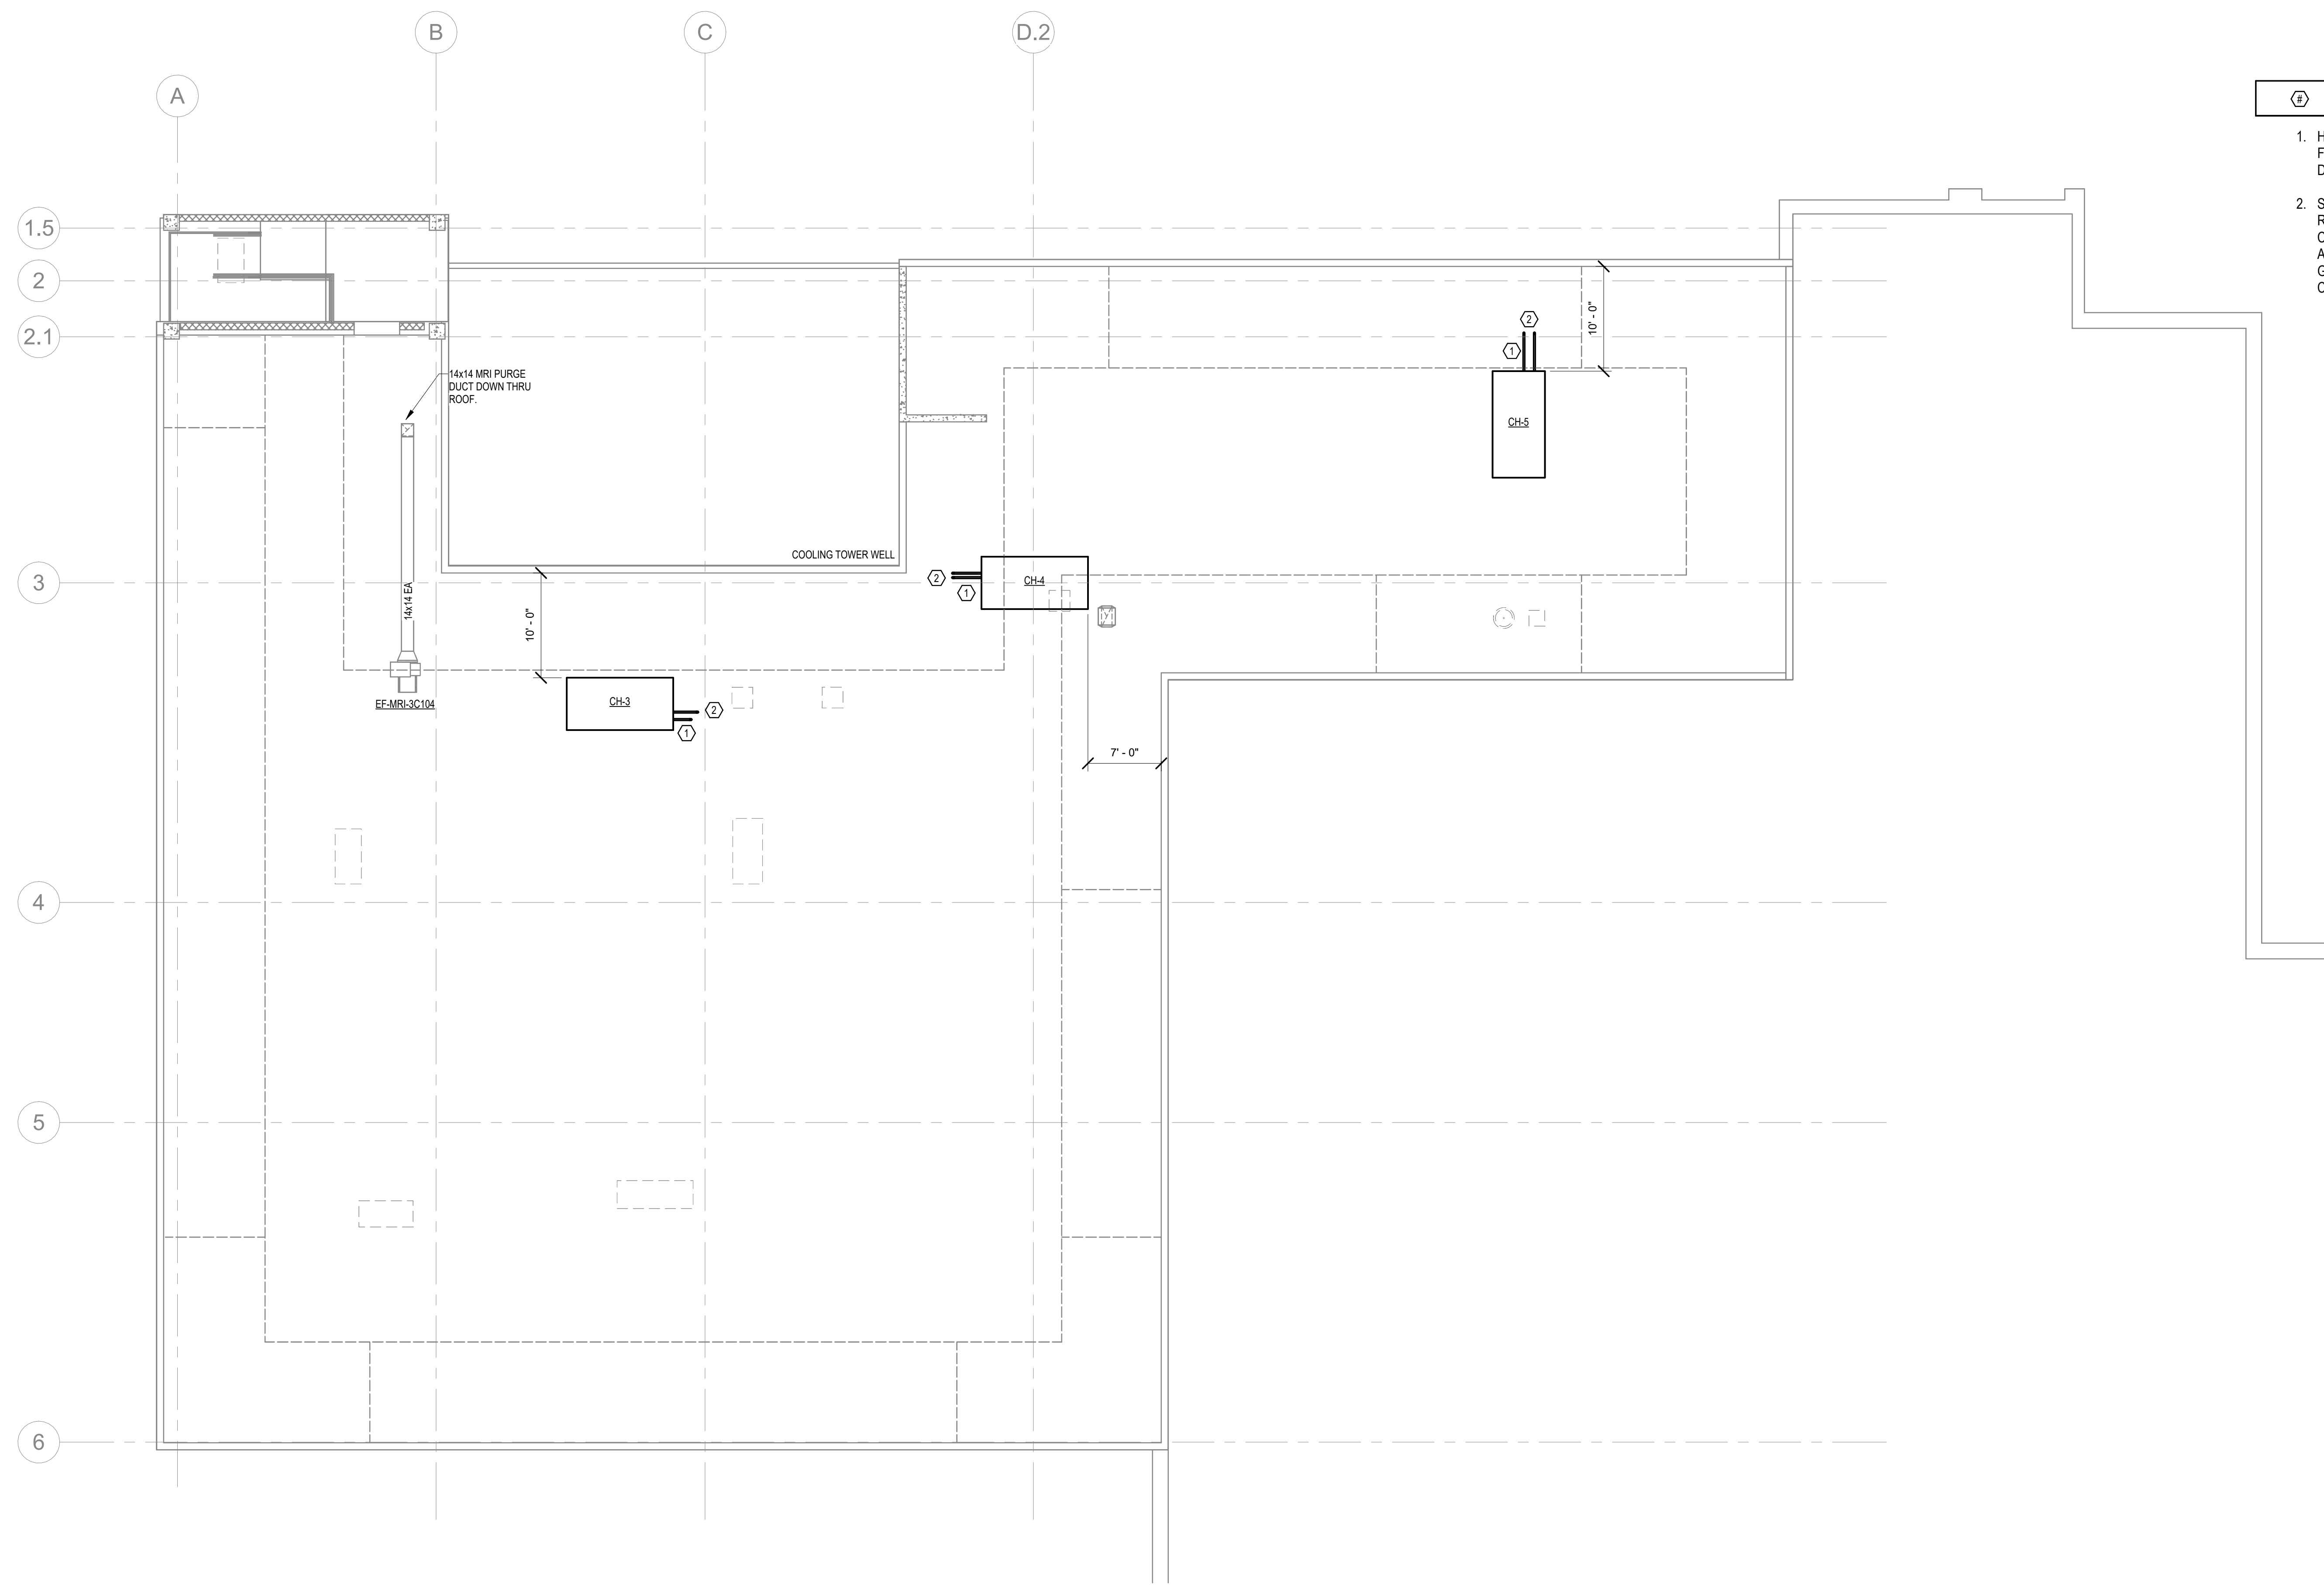 B
C
D.2
A
#
1. H
F
D
2. S
R
C
A
G
C
1.5
2
2.1
3
4
5
6
14x14 MRI PURGE
DUCT DOWN THRU
ROOF.
14x14 EA
EF-MRI-3C104
COOLING TOWER WELL
10' - 0"
CH-3
2
1
2
1
CH-4
7' - 0"
2
1
CH-5
10' - 0"